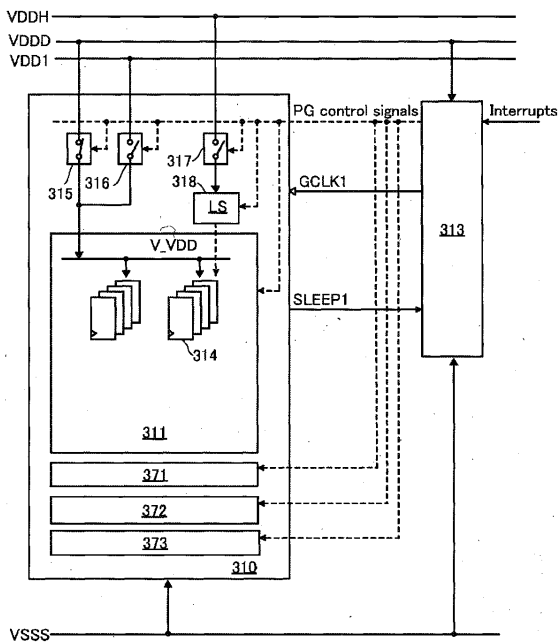 VDDH
VDDD
VDD1
PG control signals
Interrupts
315
316
317
318
LS
GCLK1
313
V_VDD
SLEEP1
314
311
371
372
373
310
VSSS